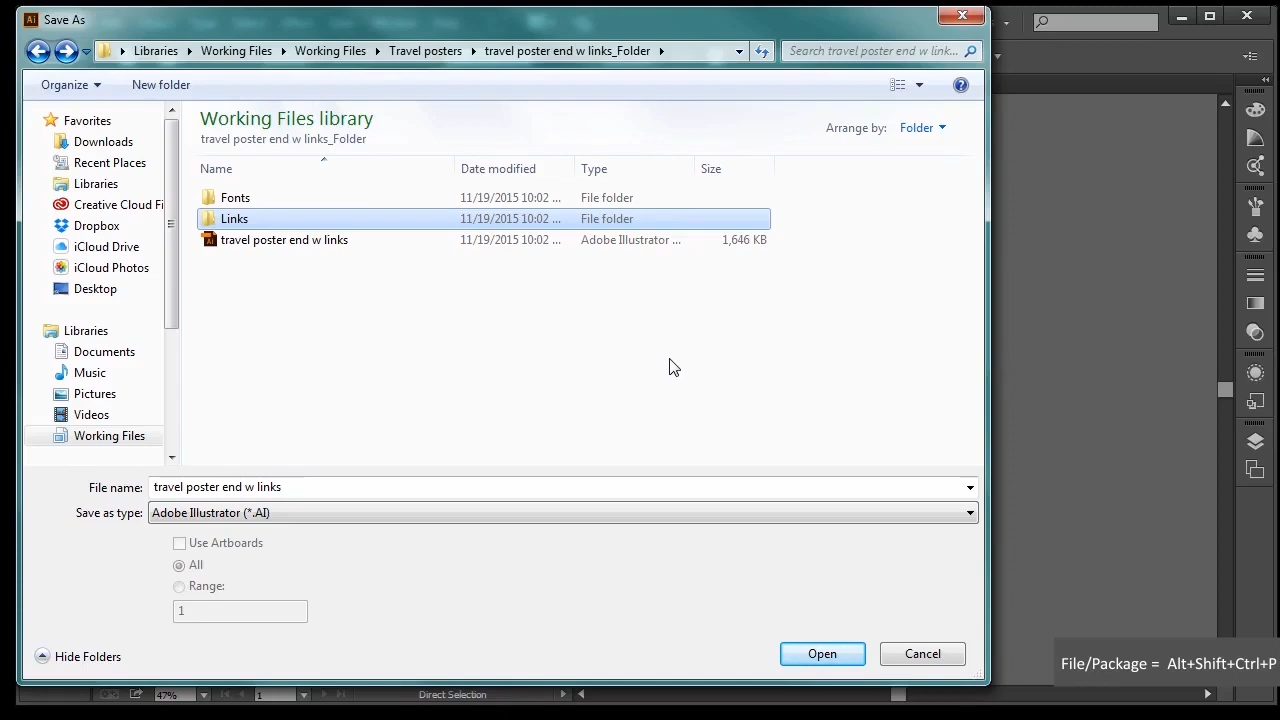 Ai Save As
Libraries Working Files Working Files Travel posters travel poster end w links_Folder
Search travel poster end w link...
Organize New folder
?
Favorites
Downloads
Recent Places
Libraries
Creative Cloud Fi
Dropbox
iCloud Drive
iCloud Photos
Desktop
Libraries
Documents
Music
Pictures
Videos
Working Files
Working Files library
travel poster end w links_Folder
Arrange by: Folder
Name Date modified Type Size
Fonts 11/19/2015 10:02 ... File folder
Links 11/19/2015 10:02 ... File folder
travel poster end w links 11/19/2015 10:02 ... Adobe Illustrator ... 1,646 KB
File name: travel poster end w links
Save as type: Adobe Illustrator (*.AI)
Use Artboards
All
Range:
1
Hide Folders
Open Cancel
File/Package = Alt+Shift+Ctrl+P
47% 1 Direct Selection